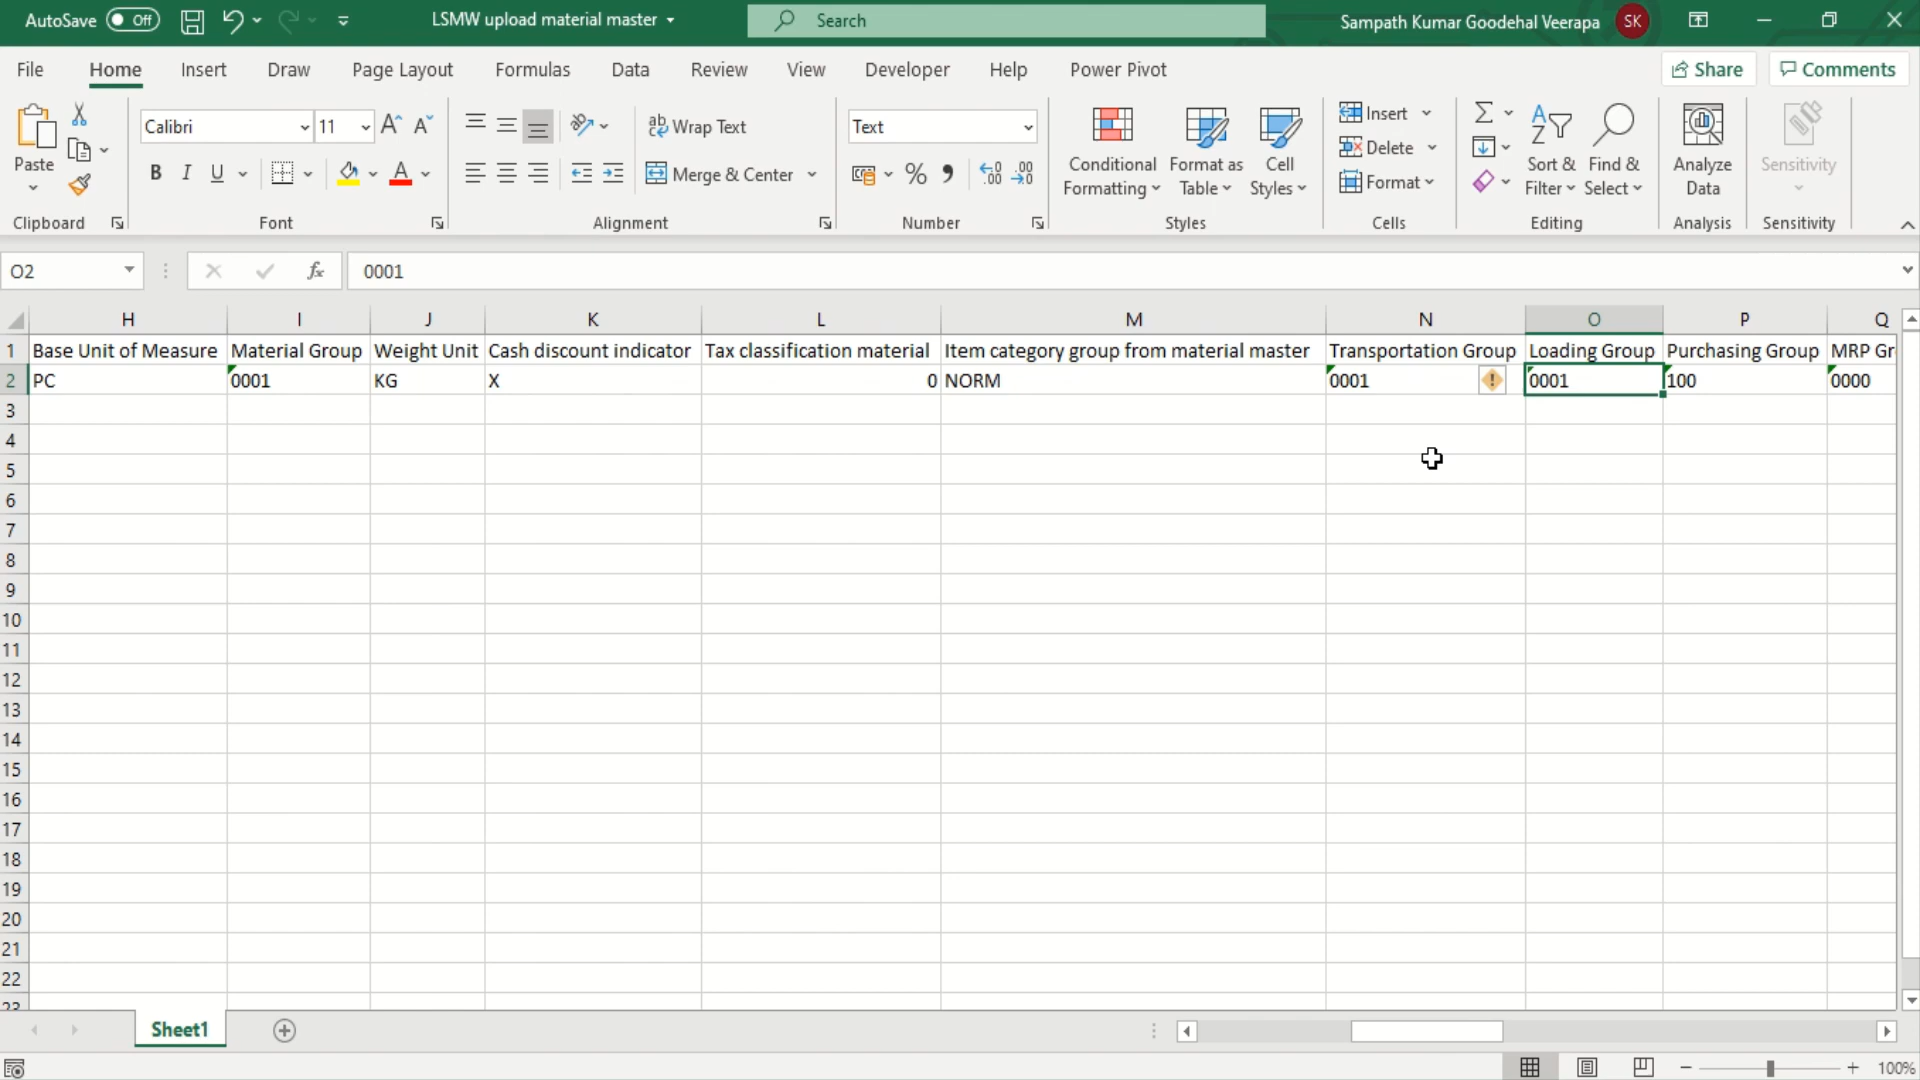 AutoSave Off LSMW upload material master Search Sampath Kumar Goodehal Veerapa SK
File Home Insert Draw Page Layout Formulas Data Review View Developer Help Power Pivot Share Comments
Paste Calibri 11 Wrap Text Text Conditional Formatting Format as Table Cell Styles Insert Sort & Filter Find & Select Analyze Data Sensitivity
Delete
B I U Merge & Center % Format
Clipboard Font Alignment Number Styles Cells Editing Analysis Sensitivity
O2 fx 0001
H I J K L M N O P Q
1 Base Unit of Measure Material Group Weight Unit Cash discount indicator Tax classification material Item category group from material master Transportation Group Loading Group Purchasing Group MRP Gr
2 PC 0001 KG X 0 NORM 0001 0001 100 0000
3
4
5
6
7
8
9
10
11
12
13
14
15
16
17
18
19
20
21
22
23
Sheet1
100%